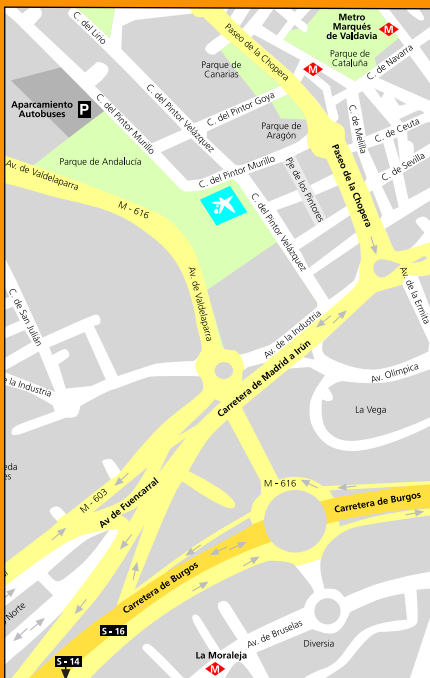 Metro
Marqués
de Valdavia
M
C. del Lino
Paseo de la Chopera
Parque de
Canarias
Parque de
Cataluña
M
C. de Navarra
Aparcamiento
Autobuses
P
C. del Pintor Murillo
C. del Pintor Velázquez
C. del Pintor Goya
Parque de
Aragón
C. de Melilla
C. de Ceuta
C. de Sevilla
Av. de Valdelaparra
Parque de Andalucía
C. del Pintor Murillo
Pje de los Pintores
Paseo de la Chopera
M - 616
C. del Pintor Velázquez
Av. de Valdelaparra
Av. de la Ermita
C. de San Julián
Av. de la Industria
Carretera de Madrid a Irún
e la Industria
Av. Olímpica
La Vega
eda
es
M - 603
Av de Fuencarral
M - 616
Carretera de Burgos
Carretera de Burgos
Norte
S - 16
S - 14
Av. de Bruselas
Diversia
La Moraleja
M